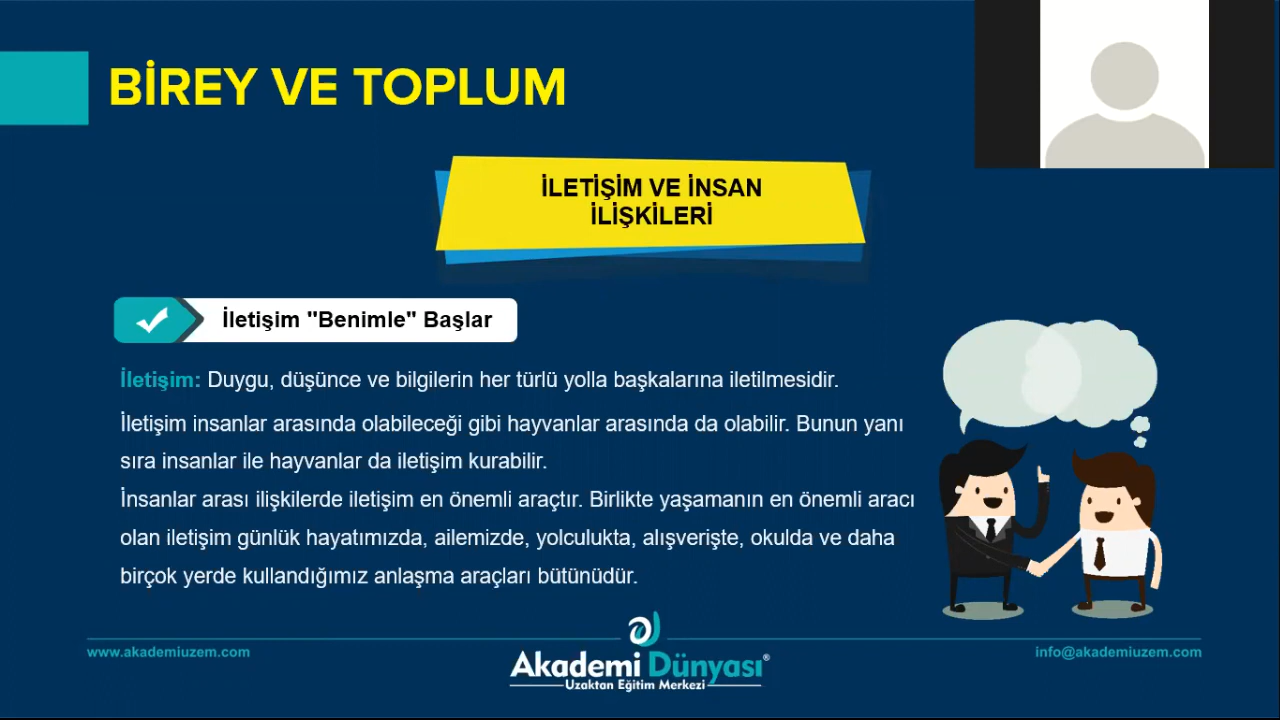 BİREY VE TOPLUM
İLETİŞİM VE İNSAN
İLİŞKİLERİ
İletişim "Benimle" Başlar
İletişim: Duygu, düşünce ve bilgilerin her türlü yolla başkalarına iletilmesidir.
İletişim insanlar arasında olabileceği gibi hayvanlar arasında da olabilir. Bunun yanı
sıra insanlar ile hayvanlar da iletişim kurabilir.
İnsanlar arası ilişkilerde iletişim en önemli araçtır. Birlikte yaşamanın en önemli aracı
olan iletişim günlük hayatımızda, ailemizde, yolculukta, alışverişte, okulda ve daha
birçok yerde kullandığımız anlaşma araçları bütünüdür.
www.akademiuzem.com
info@akademiuzem.com
Akademi Dünyası®
Uzaktan Eğitim Merkezi